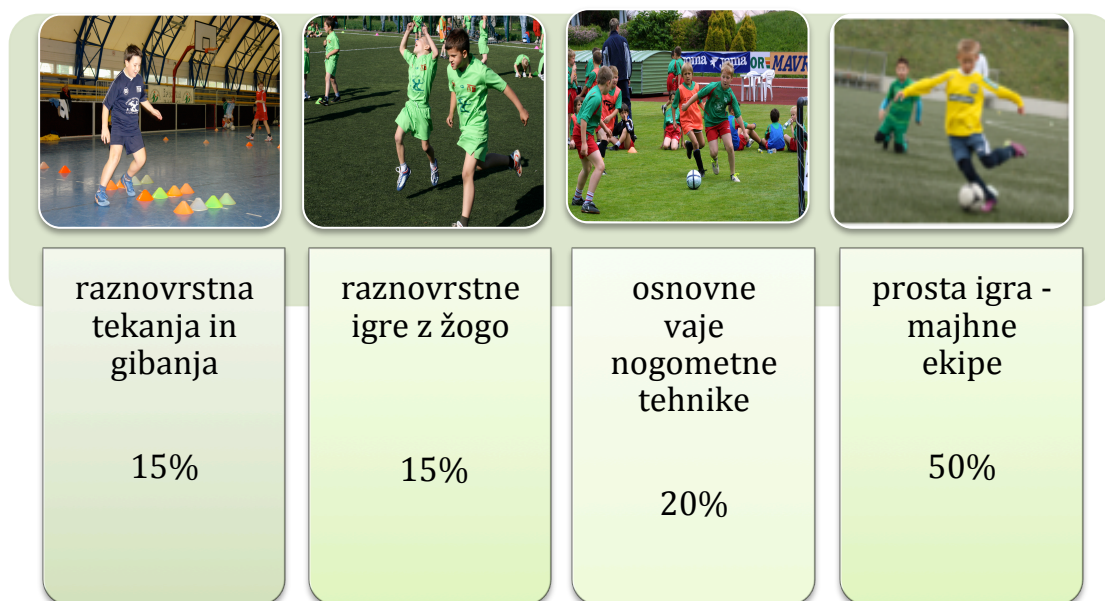 raznovrstna
tekanja in
gibanja
15%
raznovrstne
igre z žogo
15%
osnovne
vaje
nogometne
tehnike
20%
prosta igra -
majhne
ekipe
50%